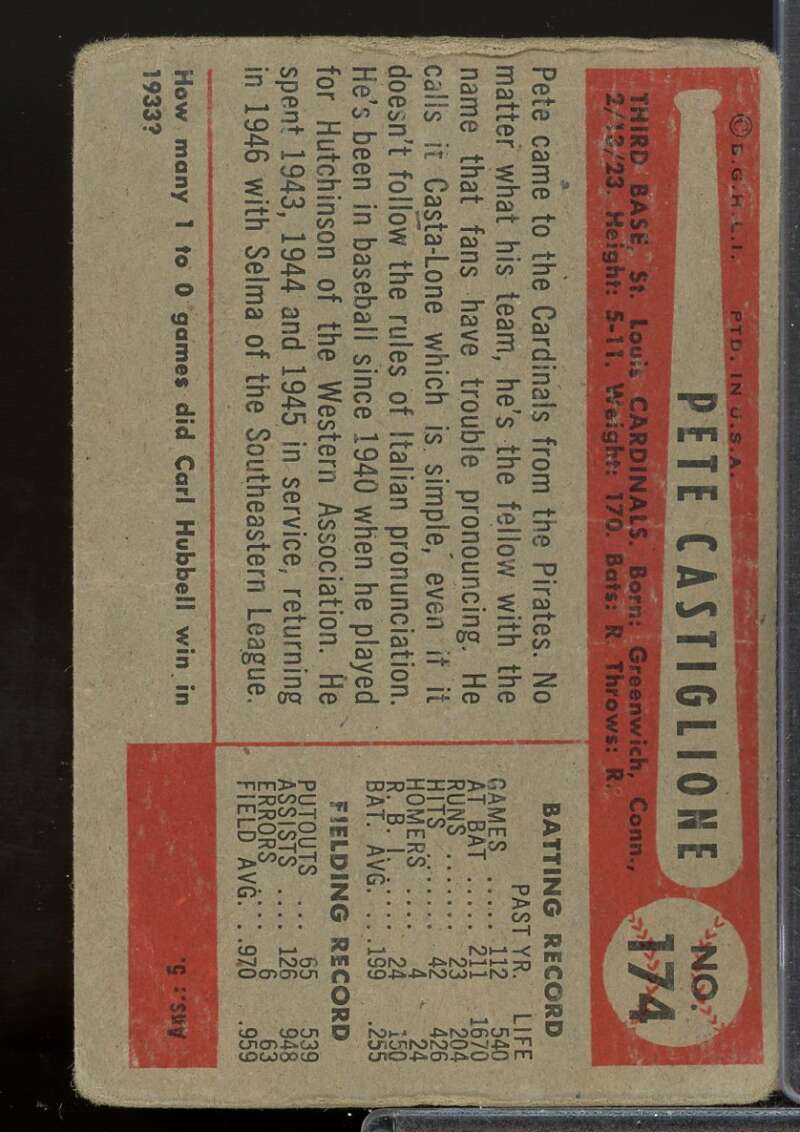 © E.G.H.L.I. PTD. IN U.S.A.
PETE CASTIGLIONE
NO. 174
THIRD BASE, St. Louis CARDINALS. Born: Greenwich, Conn.,
2/13/23. Height: 5-11. Weight: 170. Bats: R. Throws: R.
Pete came to the Cardinals from the Pirates. No
matter what his team, he's the fellow with the
name that fans have trouble pronouncing. He
calls it Casta-Lone which is simple, even if it
doesn't follow the rules of Italian pronunciation.
He's been in baseball since 1940 when he played
for Hutchinson of the Western Association. He
spent 1943, 1944 and 1945 in service, returning
in 1946 with Selma of the Southeastern League.
BATTING RECORD
PAST YR. LIFE
GAMES ..... 112 540
AT BAT ..... 211 1670
RUNS ....... 23 204
HITS ....... 42 426
HOMERS ..... 4 24
R. B. I. .... 24 150
BAT. AVG. ...199 .255
FIELDING RECORD
PUTOUTS ... 65 539
ASSISTS .... 126 948
ERRORS .... 6 63
FIELD AVG. . .970 .959
How many 1 to 0 games did Carl Hubbell win in
1933?
Ans.: 5.